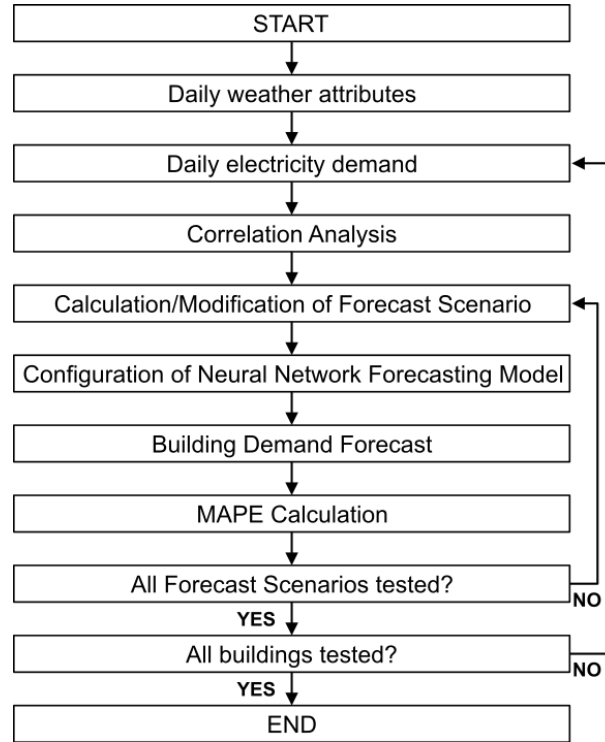 START
Daily weather attributes
Daily electricity demand
Correlation Analysis
Calculation/Modification of Forecast Scenario
Configuration of Neural Network Forecasting Model
Building Demand Forecast
MAPE Calculation
All Forecast Scenarios tested?
NO
YES
All buildings tested?
NO
YES
END